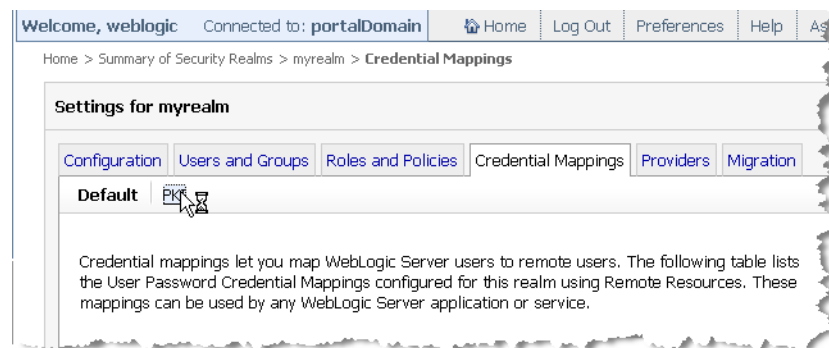 Welcome, weblogic Connected to: portalDomain Home Log Out Preferences Help
Home > Summary of Security Realms > myrealm > Credential Mappings
Settings for myrealm
Configuration Users and Groups Roles and Policies Credential Mappings Providers Migration
Default
Credential mappings let you map WebLogic Server users to remote users. The following table lists
the User Password Credential Mappings configured for this realm using Remote Resources. These
mappings can be used by any WebLogic Server application or service.